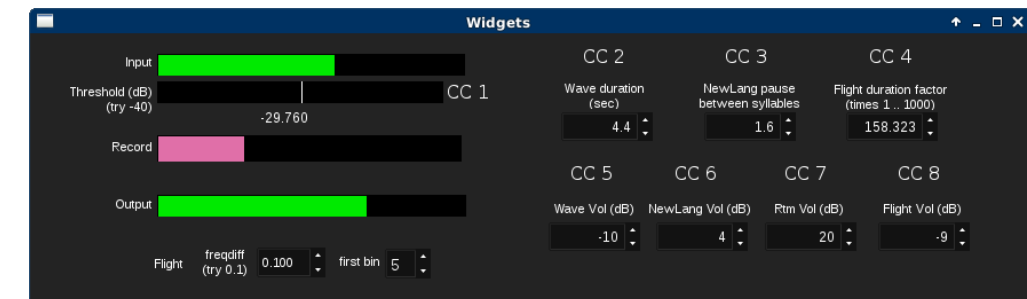 Widgets
Input
Threshold (dB)
(try -40)
CC 1
-29.760
Record
Output
Flight
freqdiff
(try 0.1)
0.100
first bin
5
CC 2
CC 3
CC 4
Wave duration
(sec)
NewLang pause
between syllables
Flight duration factor
(times 1 .. 1000)
4.4
1.6
158.323
CC 5
CC 6
CC 7
CC 8
Wave Vol (dB)
NewLang Vol (dB)
Rtm Vol (dB)
Flight Vol (dB)
-10
4
20
-9